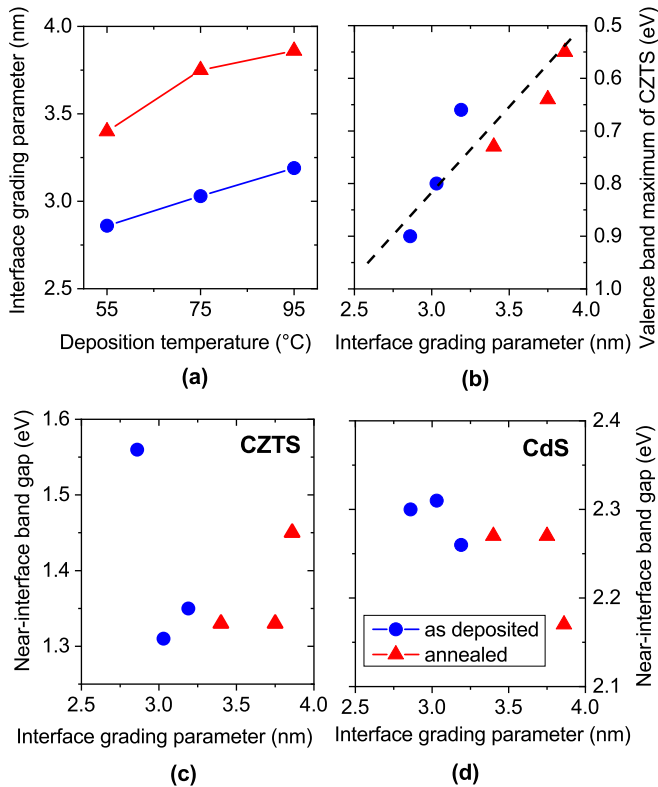 Interfaace grading parameter (nm)
4.0
3.5
3.0
2.5
55
75
95
Deposition temperature (°C)
(a)
Valence band maximum of CZTS (eV)
0.5
0.6
0.7
0.8
0.9
1.0
2.5
3.0
3.5
4.0
Interface grading parameter (nm)
(b)
Near-interface band gap (eV)
1.6
1.5
1.4
1.3
CZTS
2.5
3.0
3.5
4.0
Interface grading parameter (nm)
(c)
Near-interface band gap (eV)
2.4
2.3
2.2
2.1
CdS
as deposited
annealed
2.5
3.0
3.5
4.0
Interface grading parameter (nm)
(d)